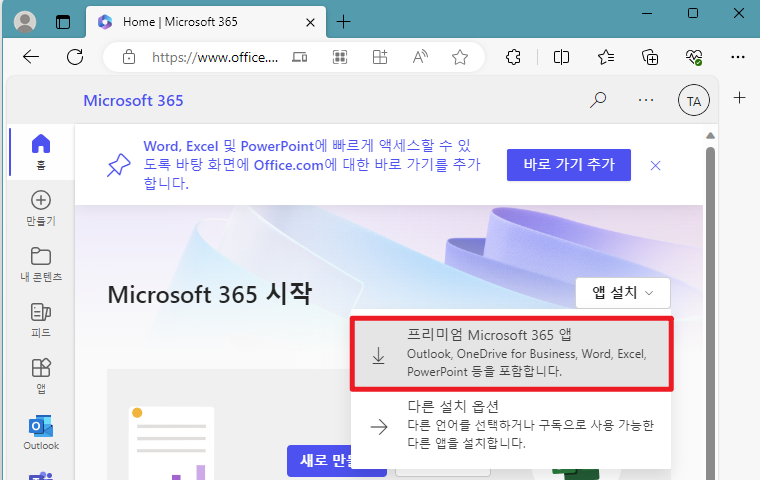 Home | Microsoft 365
https://www.office....
Microsoft 365
TA
홈
만들기
내 콘텐츠
피드
앱
Outlook
Word, Excel 및 PowerPoint에 빠르게 액세스할 수 있
도록 바탕 화면에 Office.com에 대한 바로 가기를 추가
합니다.
바로 가기 추가
Microsoft 365 시작
앱 설치
프리미엄 Microsoft 365 앱
Outlook, OneDrive for Business, Word, Excel,
PowerPoint 등을 포함합니다.
다른 설치 옵션
다른 언어를 선택하거나 구독으로 사용 가능한
다른 앱을 설치합니다.
새로 만